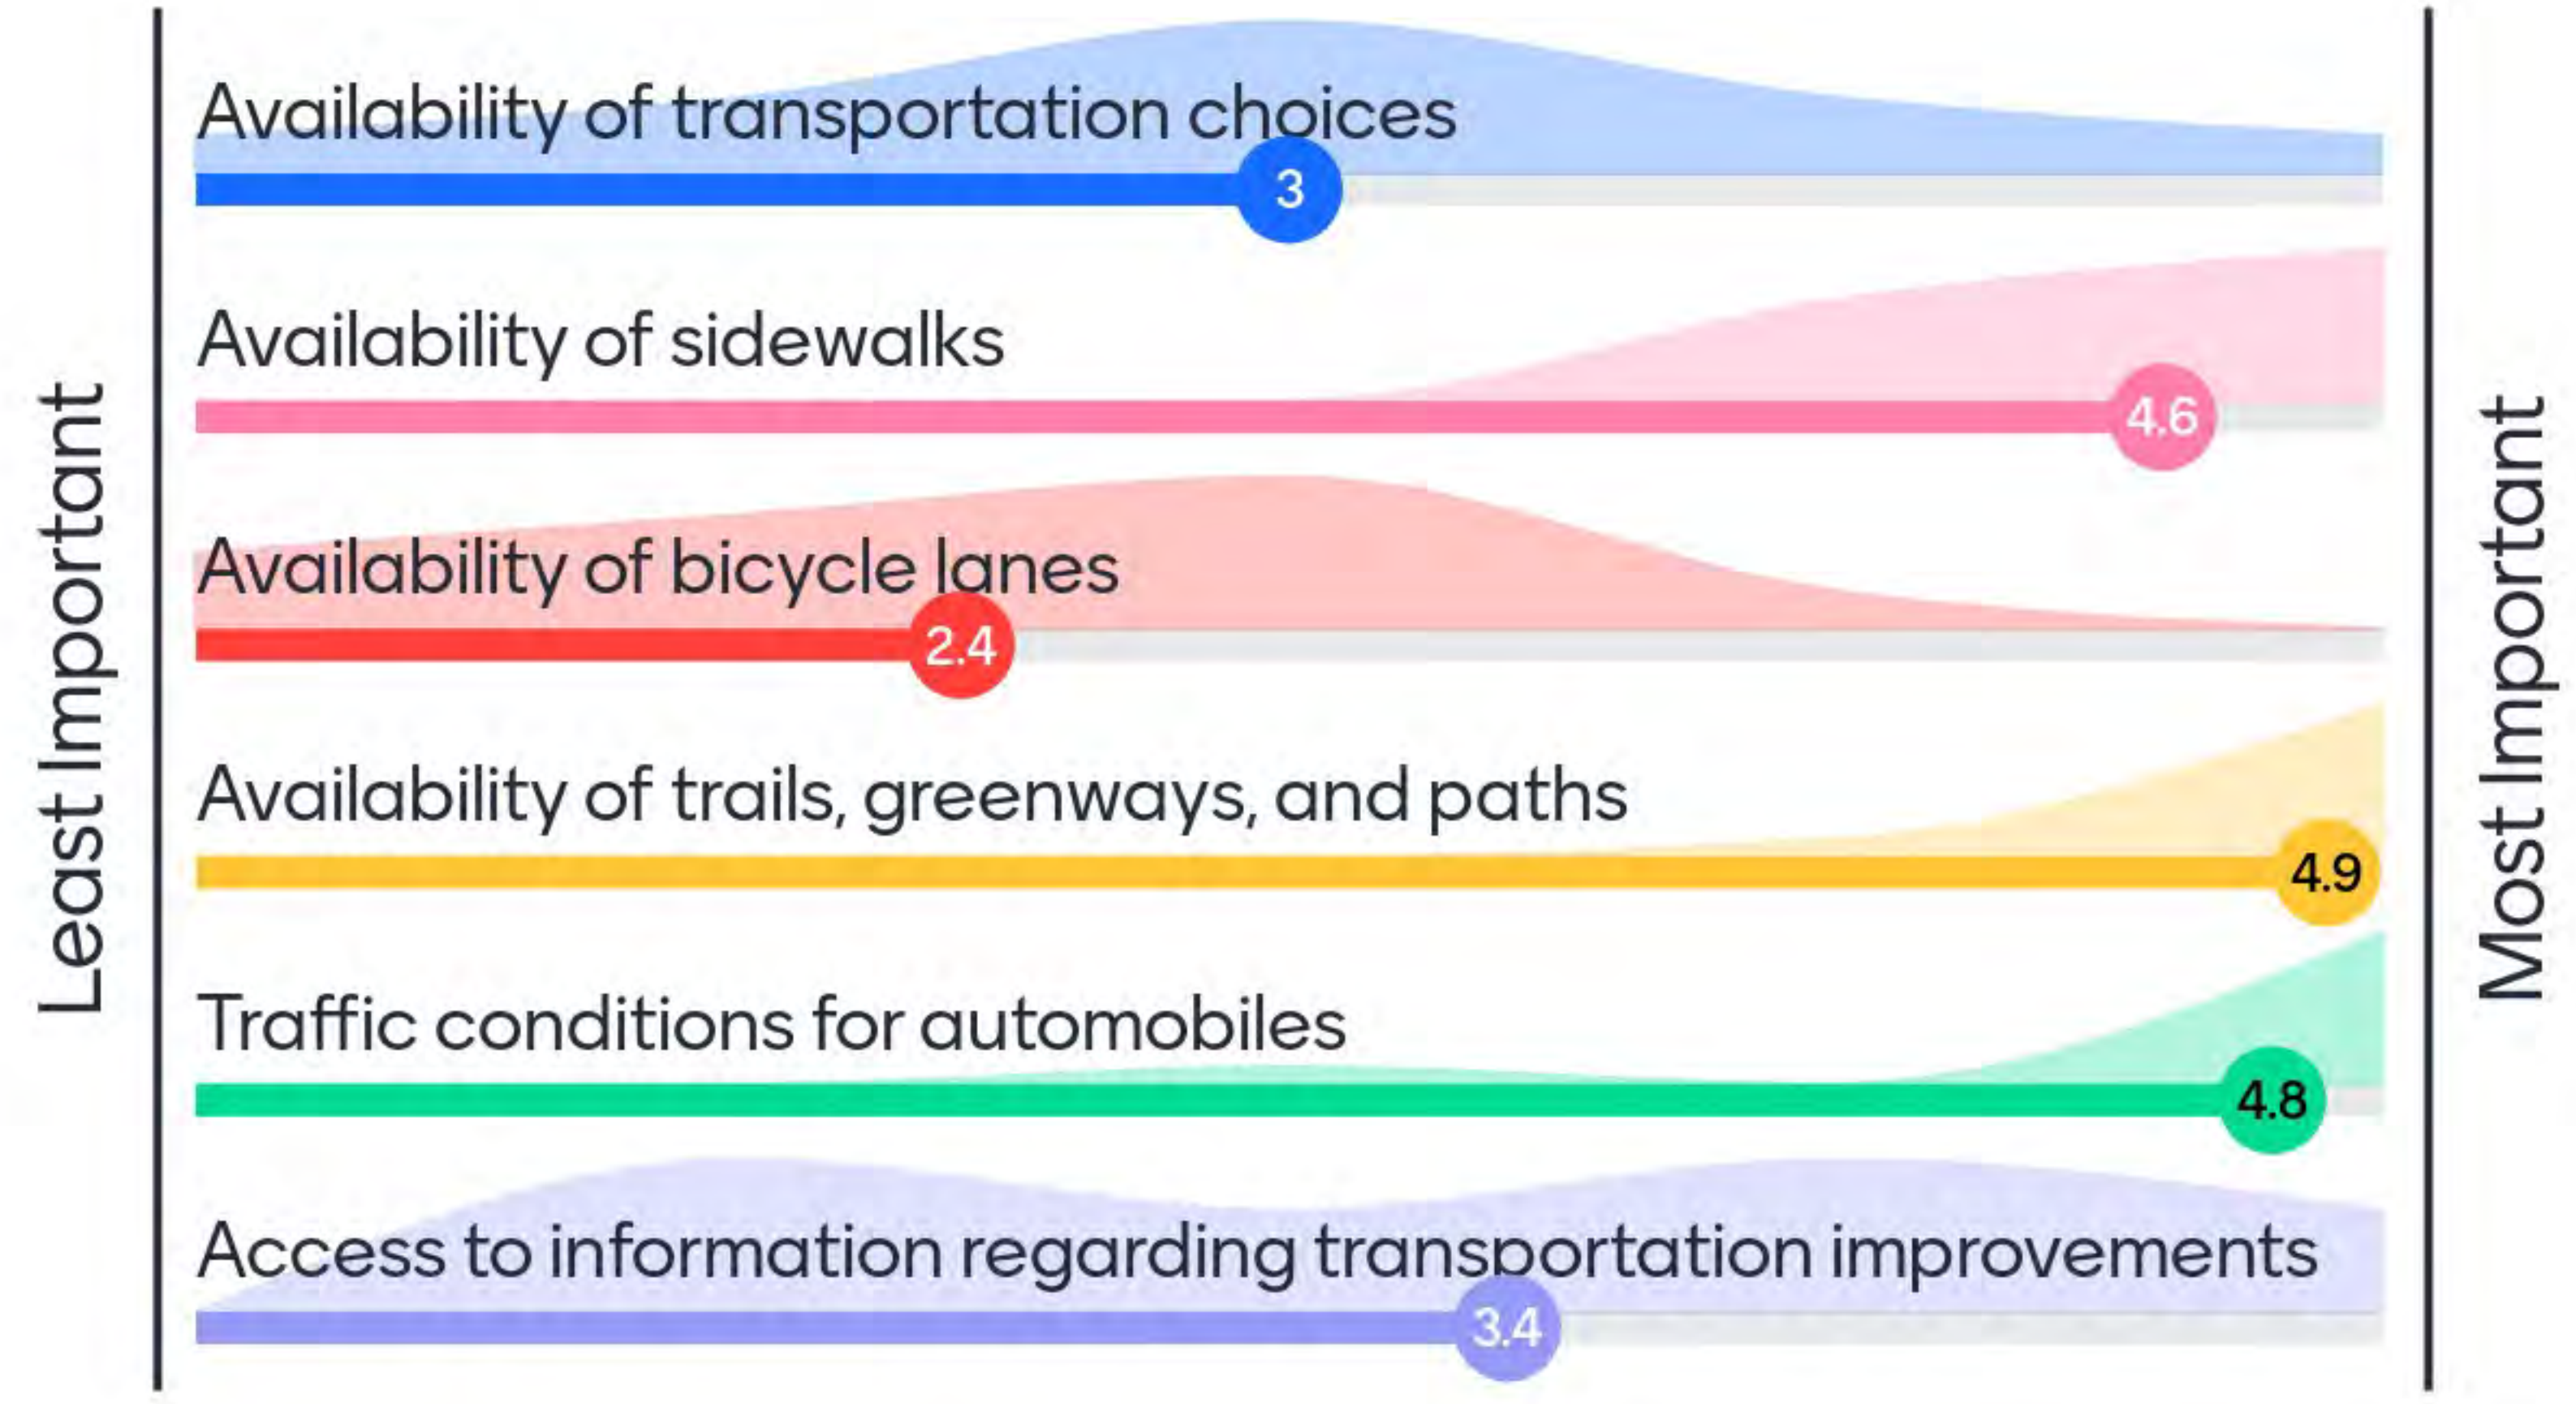 Least Important
Availability of transportation choices
3
Availability of sidewalks
4.6
Availability of bicycle lanes
2.4
Availability of trails, greenways, and paths
4.9
Traffic conditions for automobiles
4.8
Access to information regarding transportation improvements
3.4
Most Important